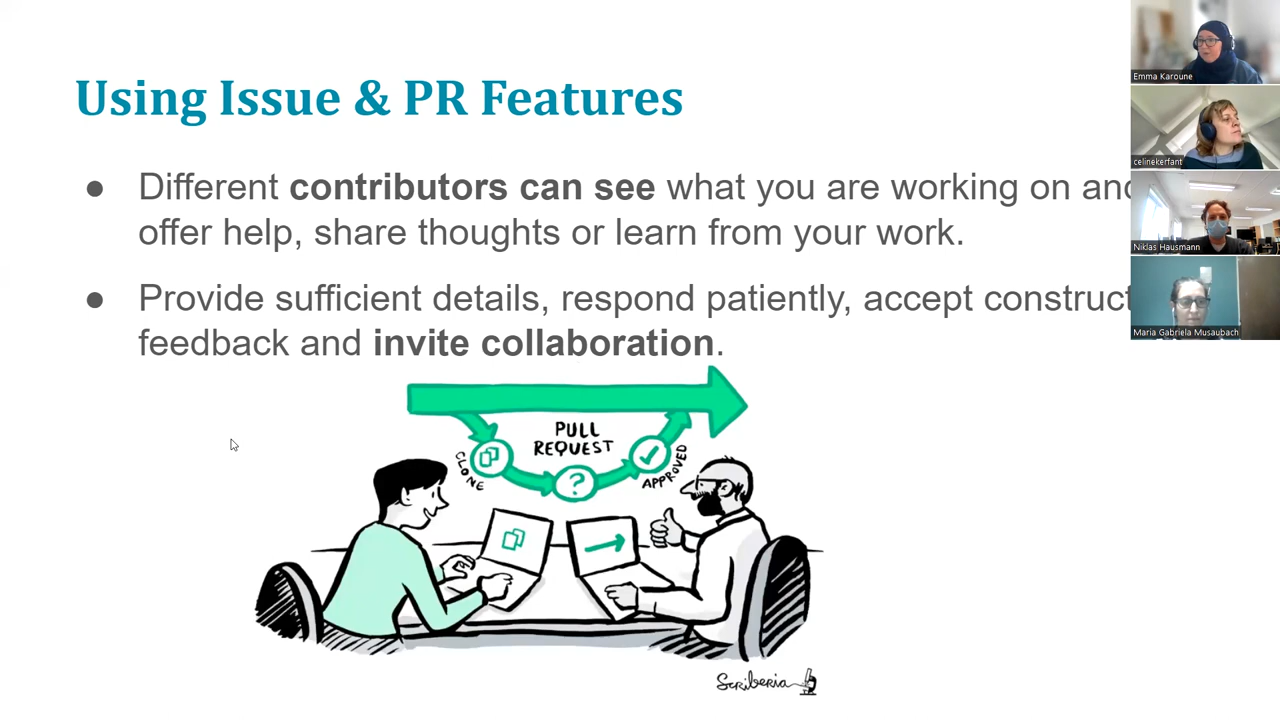 Using Issue & PR Features
● Different contributors can see what you are working on and
offer help, share thoughts or learn from your work.
● Provide sufficient details, respond patiently, accept construct
feedback and invite collaboration.
PULL
REQUEST
CLONE
?
APPROVED
Scriberia
Emma Karoune
celinekerfant
Niklas Hausmann
Maria Gabriela Musaubach